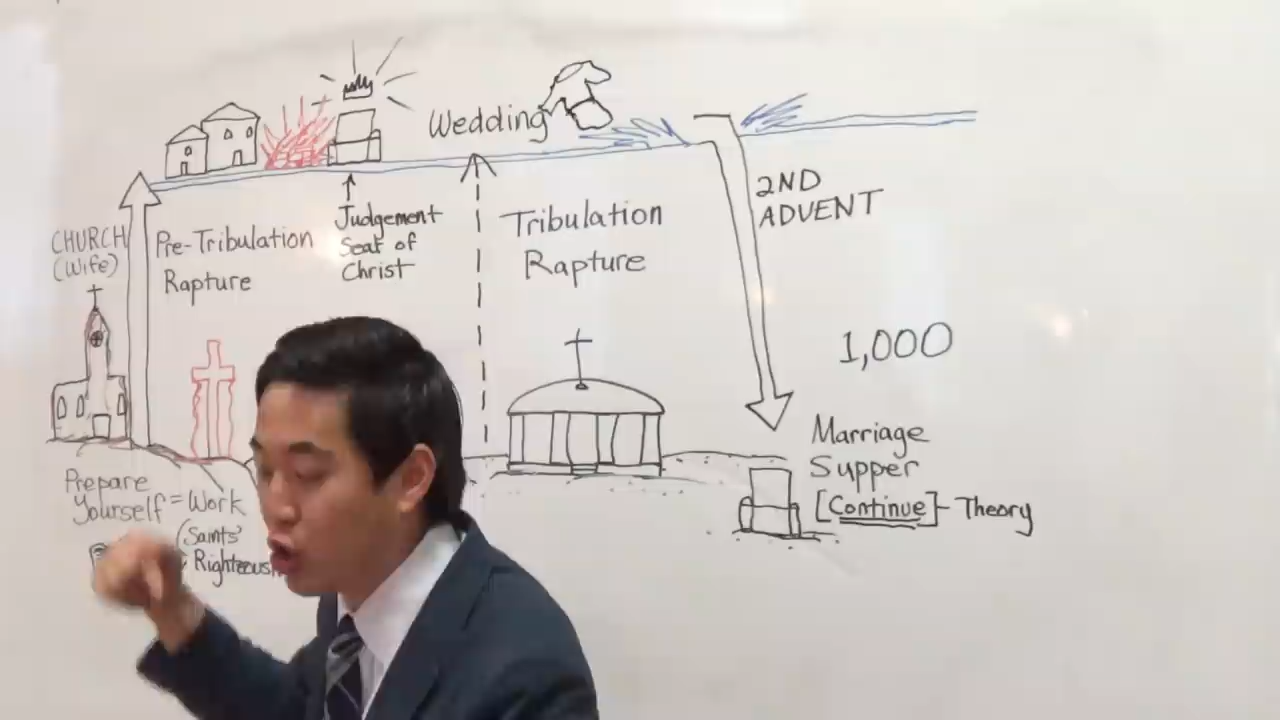 Wedding
CHURCH
(Wife)
Pre-Tribulation
Rapture
Judgement
Seat of
Christ
Tribulation
Rapture
2ND
ADVENT
1,000
Marriage
Supper
[Continue] - Theory
Prepare
Yourself = Work
(Saints'